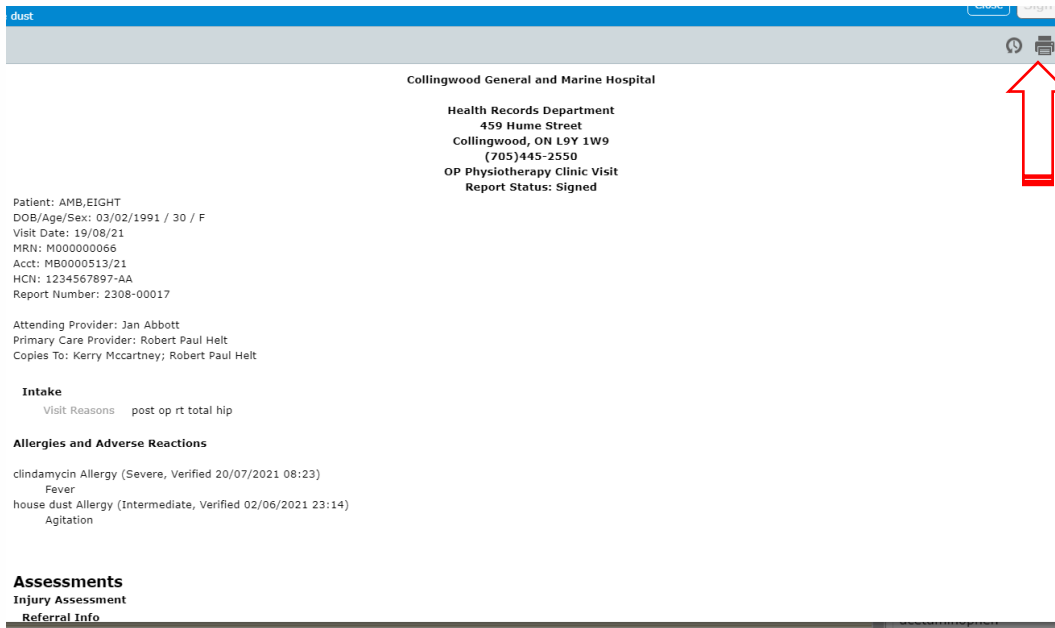 dust
Close Sign
Collingwood General and Marine Hospital
Health Records Department
459 Hume Street
Collingwood, ON L9Y 1W9
(705)445-2550
OP Physiotherapy Clinic Visit
Report Status: Signed
Patient: AMB,EIGHT
DOB/Age/Sex: 03/02/1991 / 30 / F
Visit Date: 19/08/21
MRN: M000000066
Acct: MB0000513/21
HCN: 1234567897-AA
Report Number: 2308-00017
Attending Provider: Jan Abbott
Primary Care Provider: Robert Paul Helt
Copies To: Kerry Mccartney; Robert Paul Helt
Intake
Visit Reasons post op rt total hip
Allergies and Adverse Reactions
clindamycin Allergy (Severe, Verified 20/07/2021 08:23)
Fever
house dust Allergy (Intermediate, Verified 02/06/2021 23:14)
Agitation
Assessments
Injury Assessment
Referral Info
acetaminophen